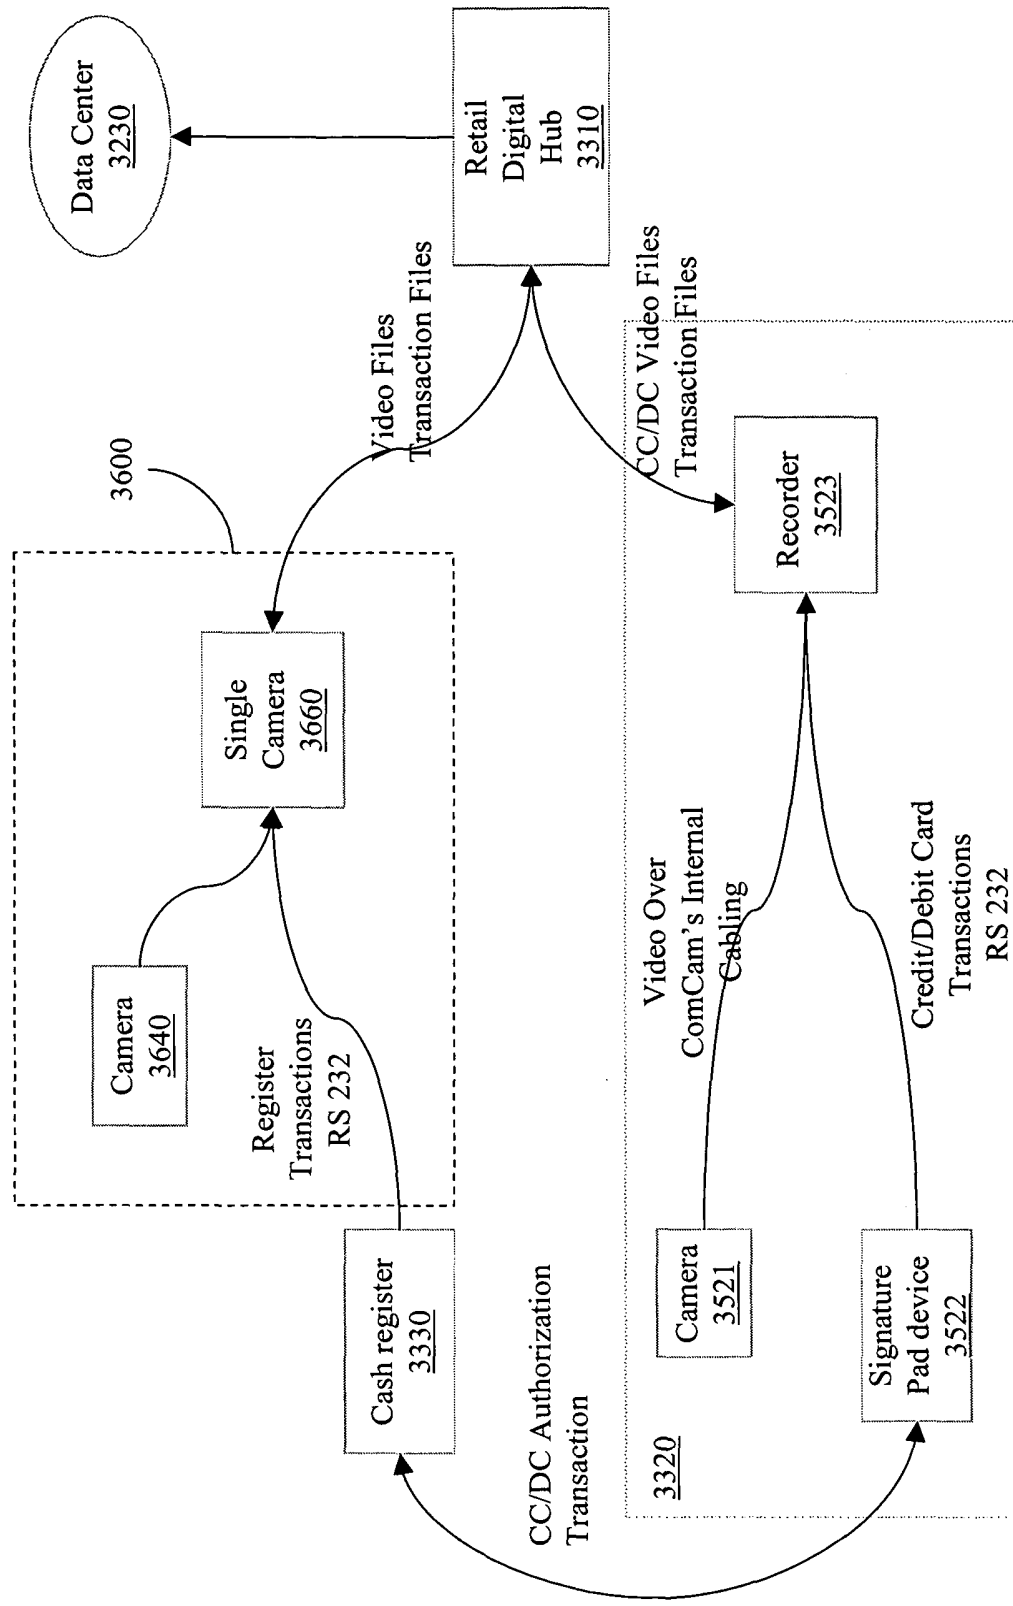 3600
Camera
3640
Single
Camera
3660
Register
Transactions
RS 232
Video Files
Transaction Files
Data Center
3230
Cash register
3330
Retail
Digital
Hub
3310
CC/DC Authorization
Transaction
CC/DC Video Files
Transaction Files
3320
Camera
3521
Video Over
ComCam's Internal
Cabling
Recorder
3523
Signature
Pad device
3522
Credit/Debit Card
Transactions
RS 232